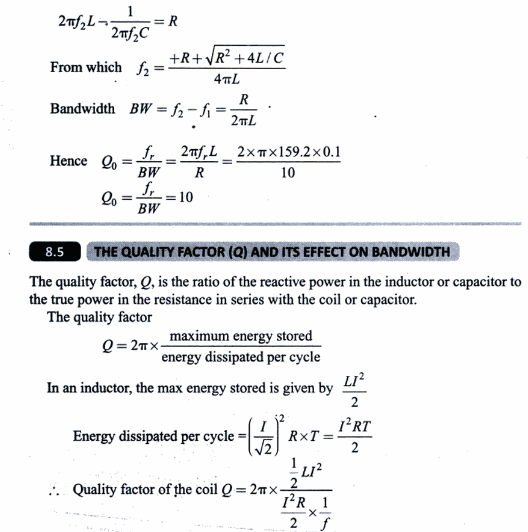 2πf₂L - 1/(2πf₂C) = R
From which f₂ = (+R + √(R² + 4L/C))/(4πL)
Bandwidth BW = f₂ − f₁ = R/(2πL)
Hence Q₀ = f_r/BW = 2πf_rL/R = (2×π×159.2×0.1)/10
Q₀ = f_r/BW = 10
8.5 THE QUALITY FACTOR (Q) AND ITS EFFECT ON BANDWIDTH
The quality factor, Q, is the ratio of the reactive power in the inductor or capacitor to
the true power in the resistance in series with the coil or capacitor.
The quality factor
Q = 2π × maximum energy stored/energy dissipated per cycle
In an inductor, the max energy stored is given by LI²/2
Energy dissipated per cycle = (I/√2)² R×T = I²RT/2
∴ Quality factor of the coil Q = 2π × (1/2 LI²)/(I²R/2 × 1/f)